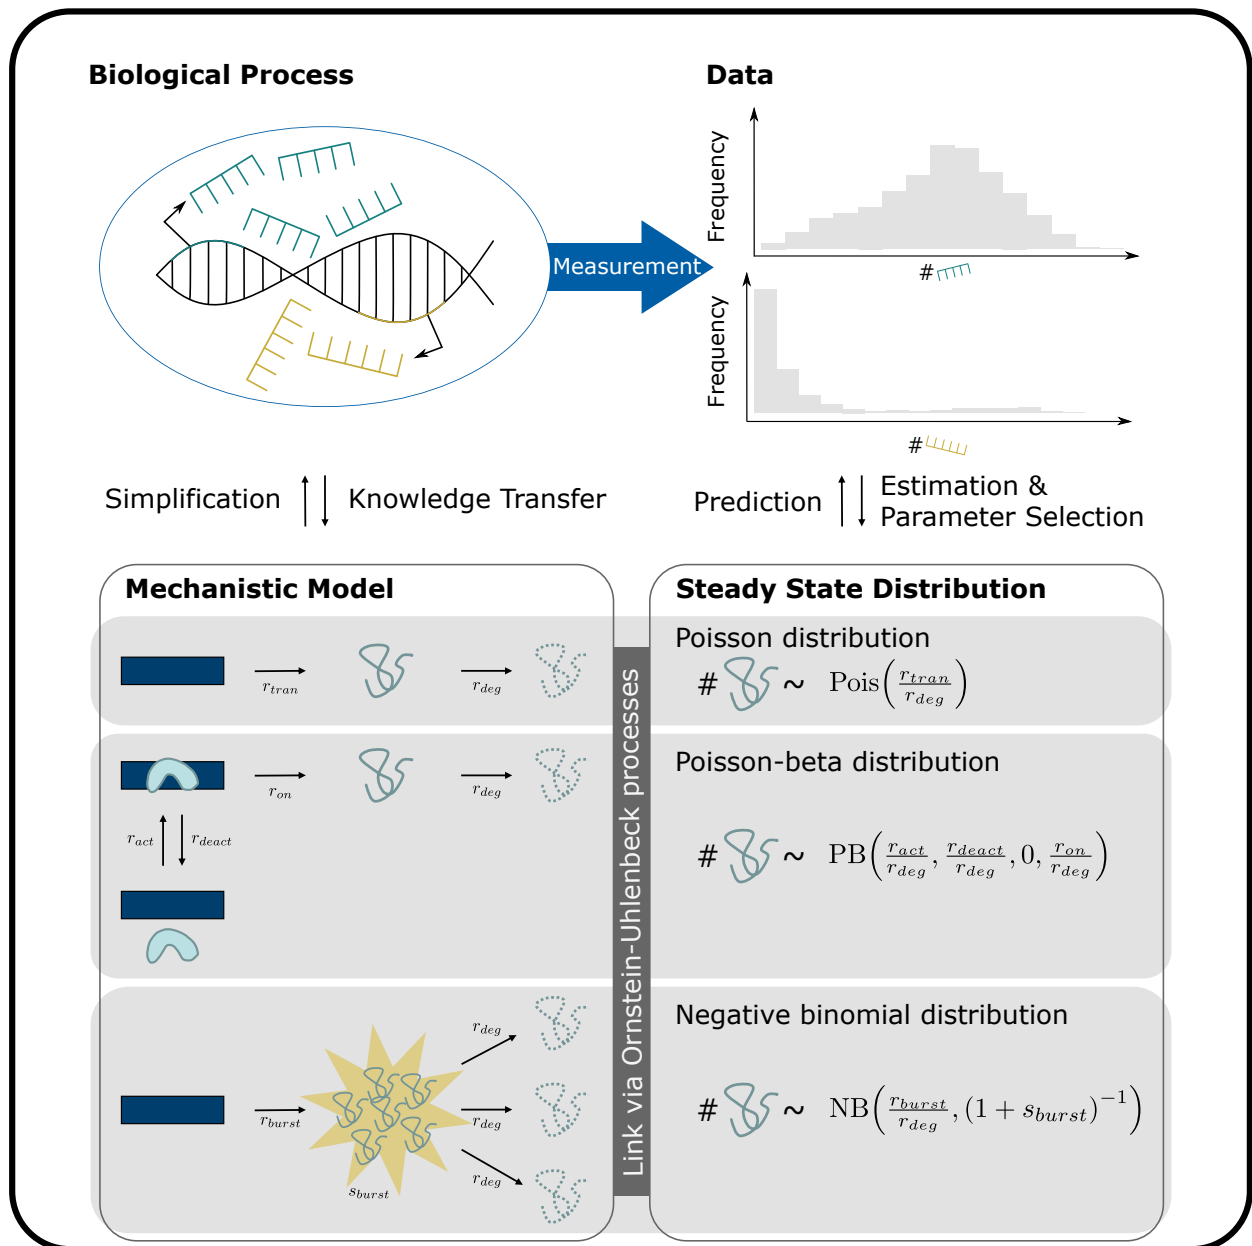 Biological Process
Data
Frequency
#
Measurement
Frequency
#
Simplification
Knowledge Transfer
Prediction
Estimation &
Parameter Selection
Mechanistic Model
r_tran
r_deg
r_on
r_deg
r_act
r_deact
r_burst
s_burst
r_deg
r_deg
r_deg
Link via Ornstein-Uhlenbeck processes
Steady State Distribution
Poisson distribution
# ~ Pois(r_tran/r_deg)
Poisson-beta distribution
# ~ PB(r_act/r_deg, r_deact/r_deg, 0, r_on/r_deg)
Negative binomial distribution
# ~ NB(r_burst/r_deg, (1 + s_burst)^{-1})